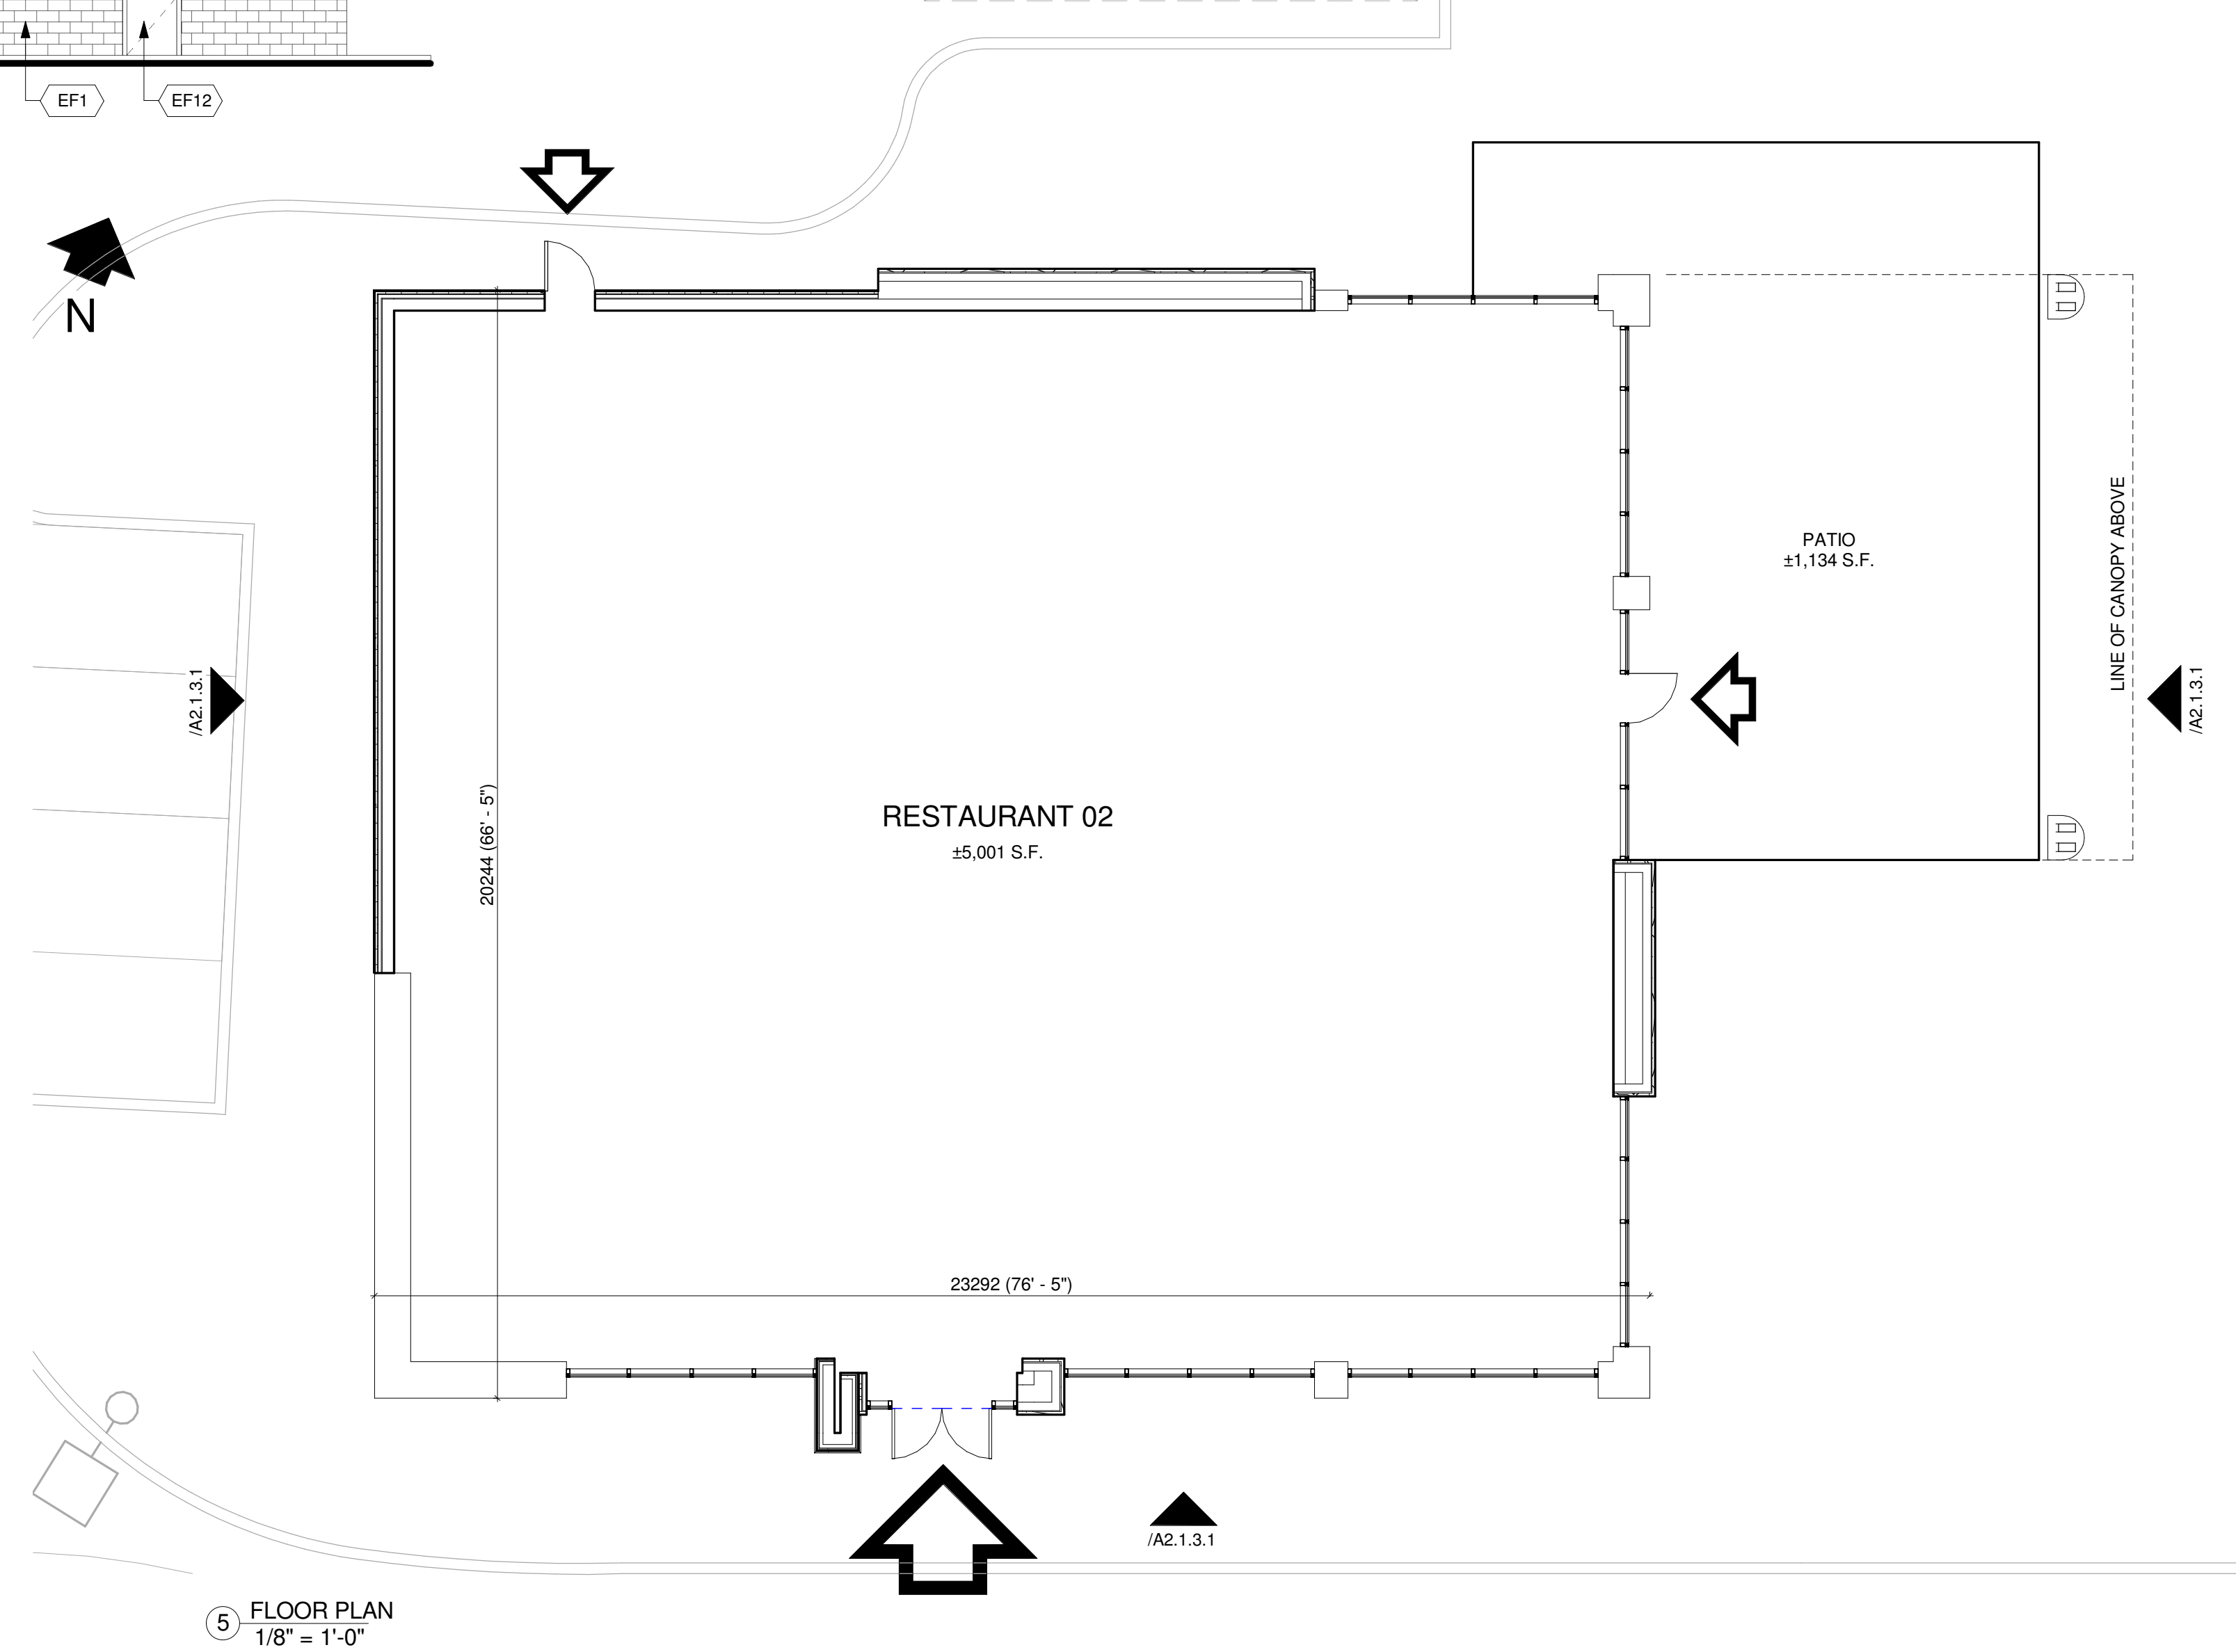 EF1
EF12
N
PATIO
±1,134 S.F.
LINE OF CANOPY ABOVE
/A2.1.3.1
/A2.1.3.1
20244 (66' - 5")
RESTAURANT 02
±5,001 S.F.
23292 (76' - 5")
/A2.1.3.1
5
FLOOR PLAN
1/8" = 1'-0"